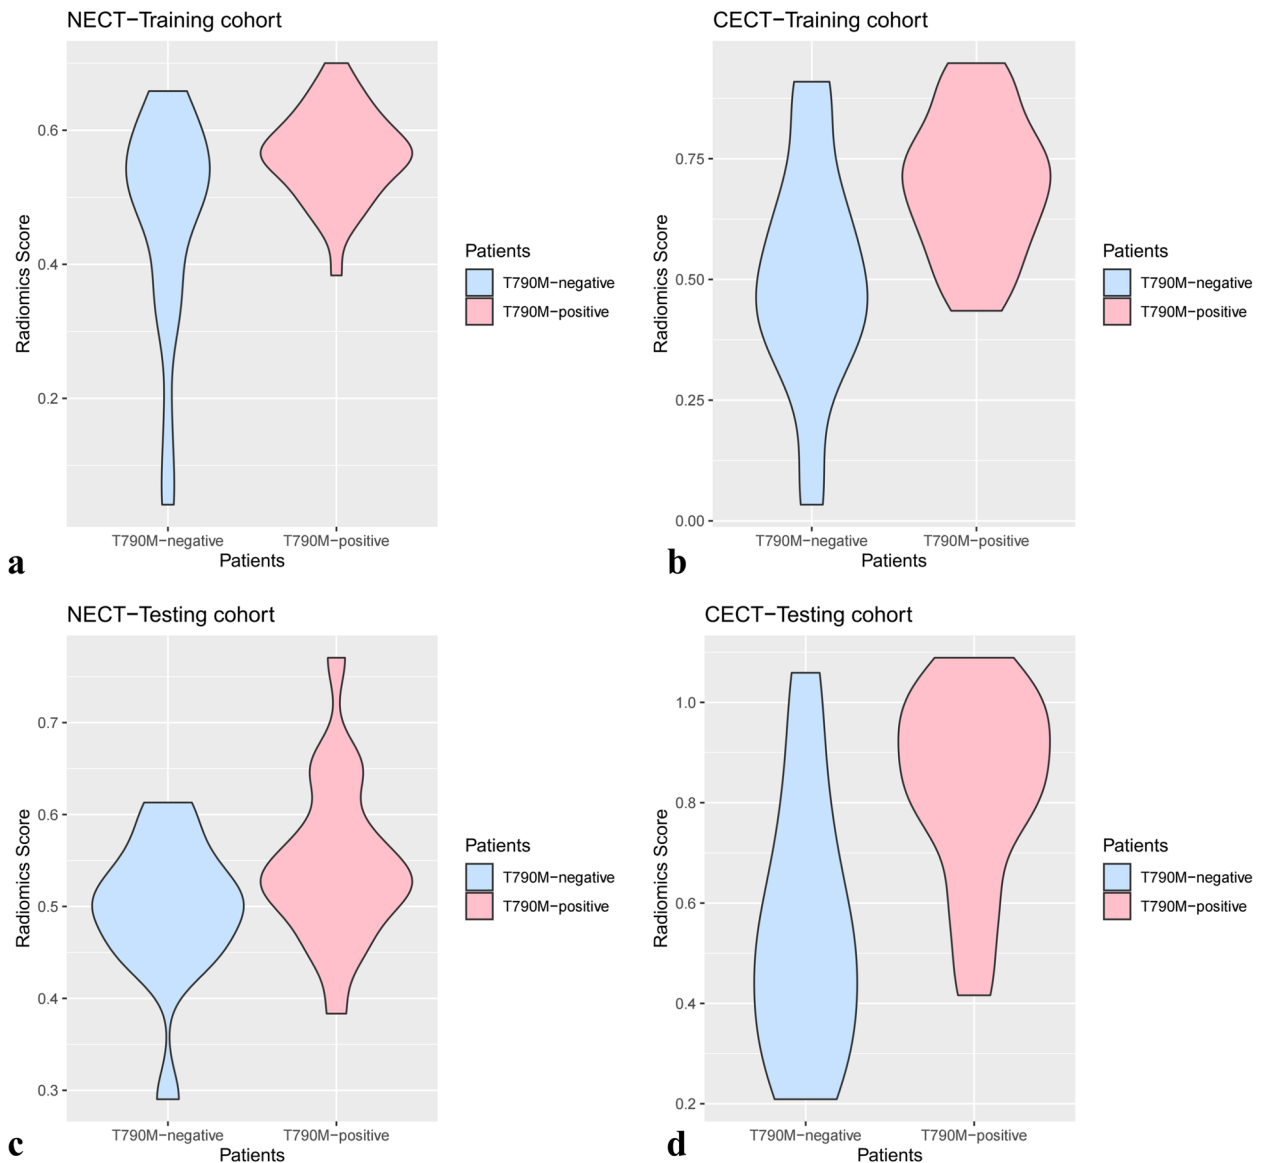 NECT−Training cohort
Radiomics Score
0.6
0.4
0.2
T790M−negative T790M−positive
Patients
Patients
T790M−negative
T790M−positive
a
CECT−Training cohort
Radiomics Score
0.75
0.50
0.25
0.00
T790M−negative T790M−positive
Patients
Patients
T790M−negative
T790M−positive
b
NECT−Testing cohort
Radiomics Score
0.7
0.6
0.5
0.4
0.3
T790M−negative T790M−positive
Patients
Patients
T790M−negative
T790M−positive
c
CECT−Testing cohort
Radiomics Score
1.0
0.8
0.6
0.4
0.2
T790M−negative T790M−positive
Patients
Patients
T790M−negative
T790M−positive
d